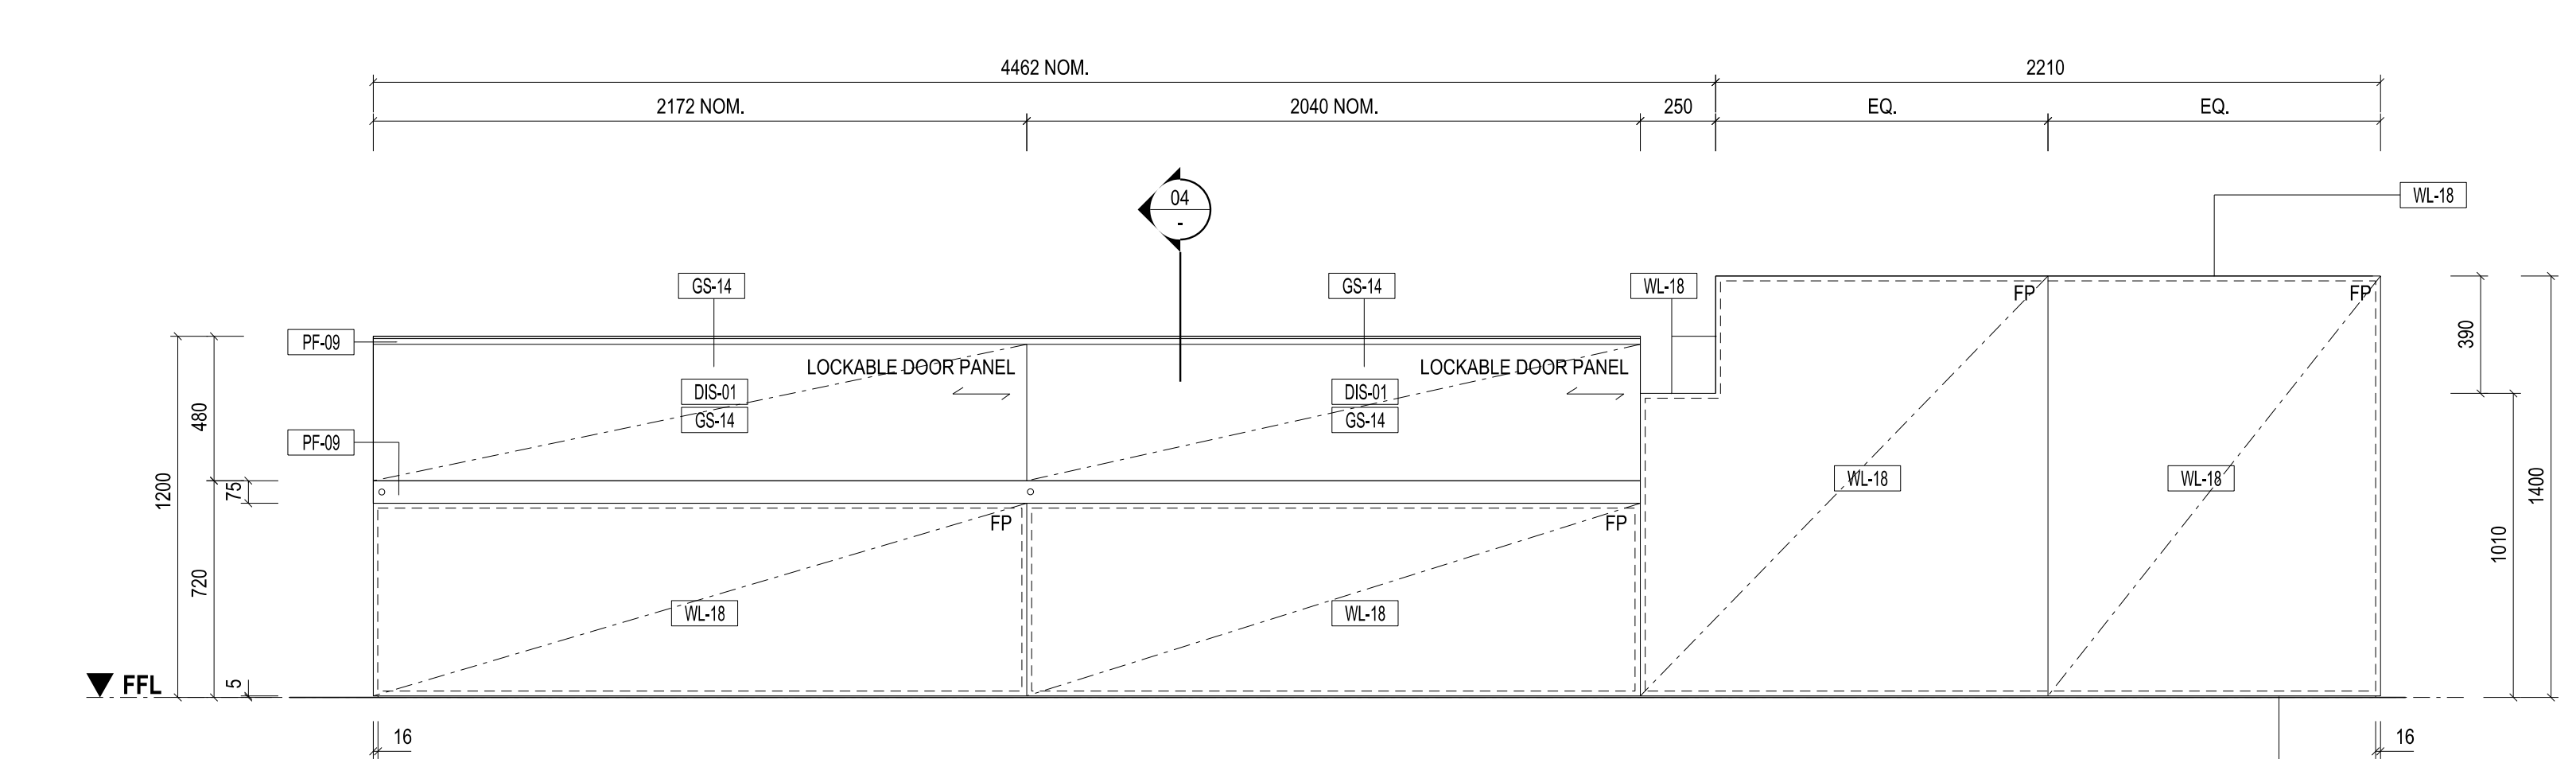 4462 NOM.
2210
2172 NOM.
2040 NOM.
250
EQ.
EQ.
04
-
WL-18
GS-14
GS-14
WL-18
FP
FP
PF-09
LOCKABLE DOOR PANEL
LOCKABLE DOOR PANEL
390
DIS-01
DIS-01
GS-14
GS-14
480
PF-09
1200
75
WL-18
WL-18
1400
FP
FP
1010
720
WL-18
WL-18
FFL
5
16
16